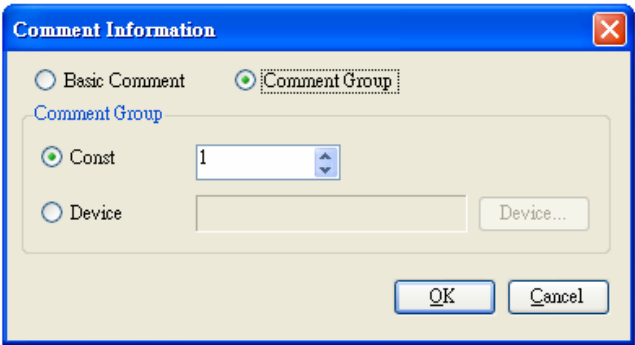 Comment Information
Basic Comment Comment Group
Comment Group
Const 1
Device Device...
OK Cancel